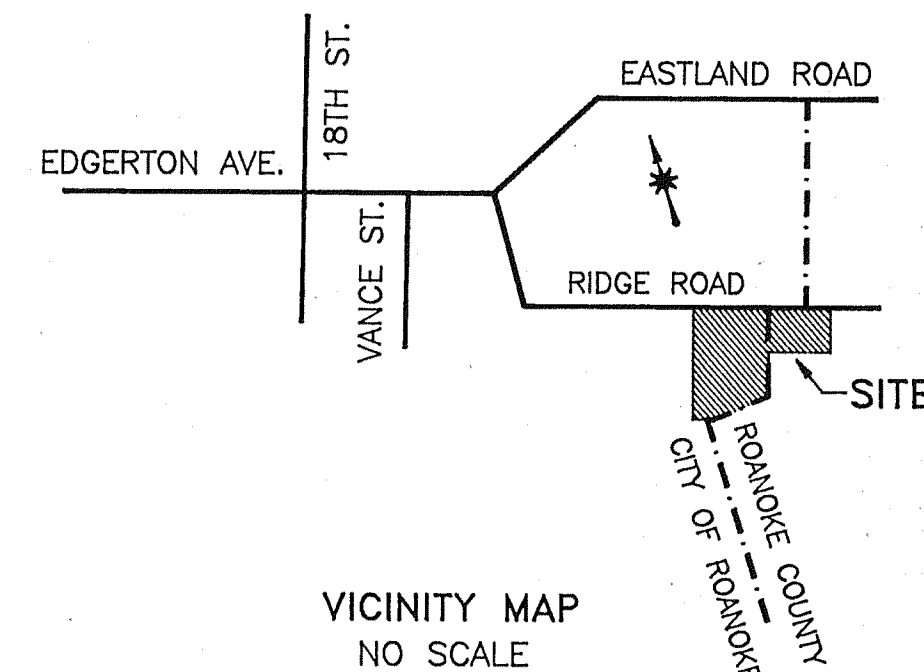 18TH ST.
EASTLAND ROAD
EDGERTON AVE.
VANCE ST.
RIDGE ROAD
SITE
ROANOKE COUNTY
CITY OF ROANOKE
VICINITY MAP
NO SCALE